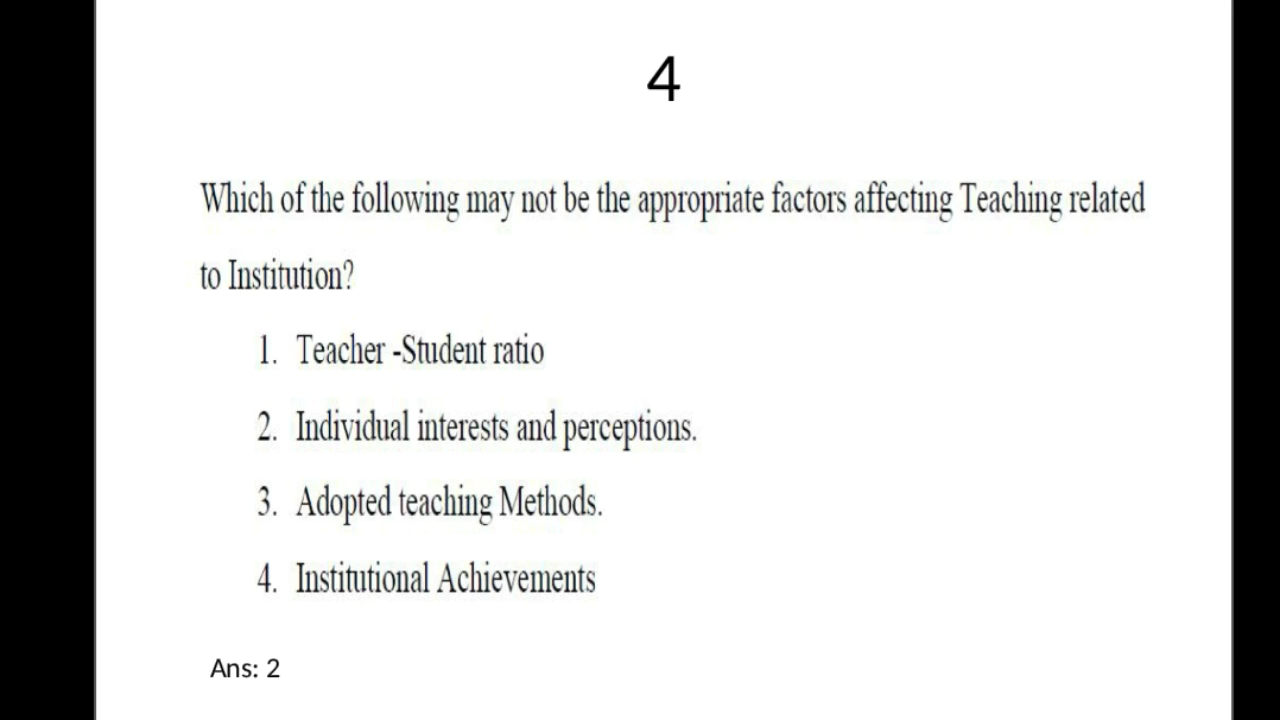 4
Which of the following may not be the appropriate factors affecting Teaching related
to Institution?
1. Teacher -Student ratio
2. Individual interests and perceptions.
3. Adopted teaching Methods.
4. Institutional Achievements
Ans: 2